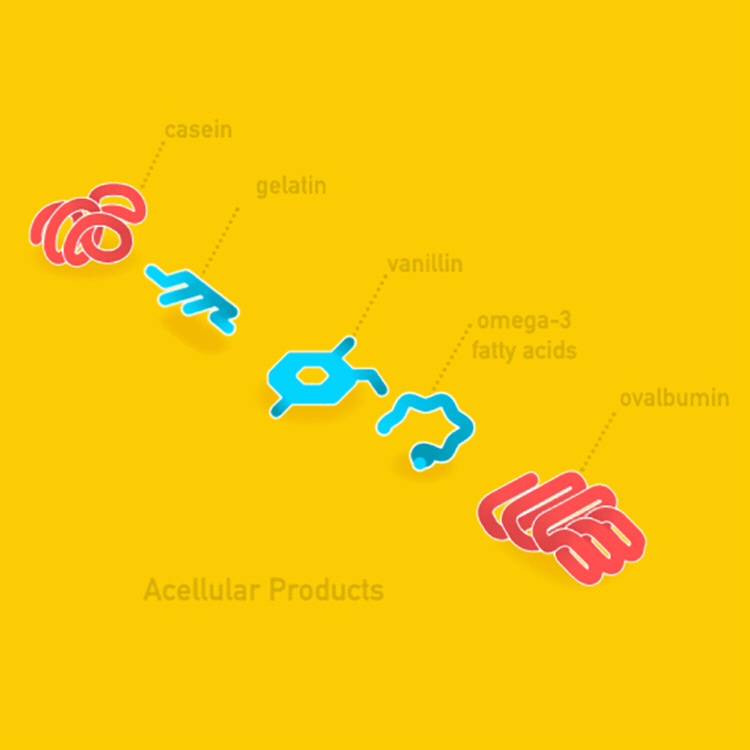 casein
gelatin
vanillin
omega-3
fatty acids
ovalbumin
Acellular Products